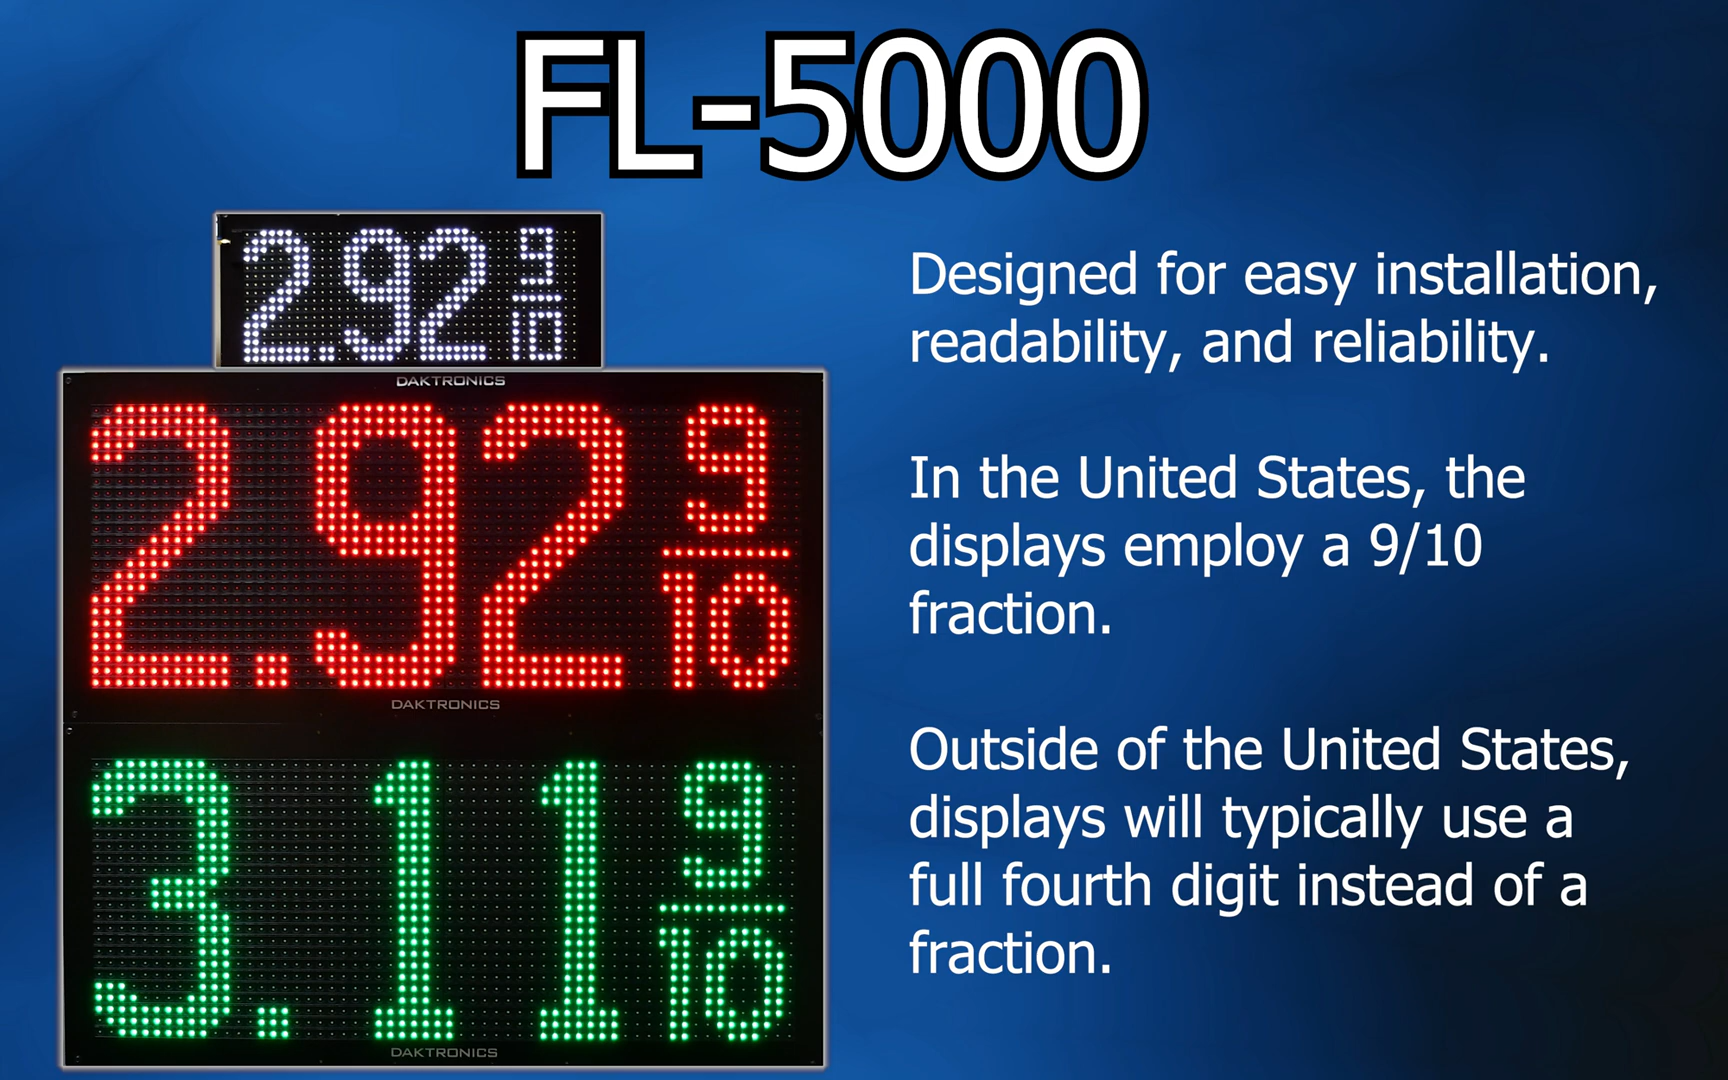 FL-5000
2.92 9/10
DAKTRONICS
2.92 9/10
DAKTRONICS
3.11 9/10
DAKTRONICS
Designed for easy installation,
readability, and reliability.
In the United States, the
displays employ a 9/10
fraction.
Outside of the United States,
displays will typically use a
full fourth digit instead of a
fraction.